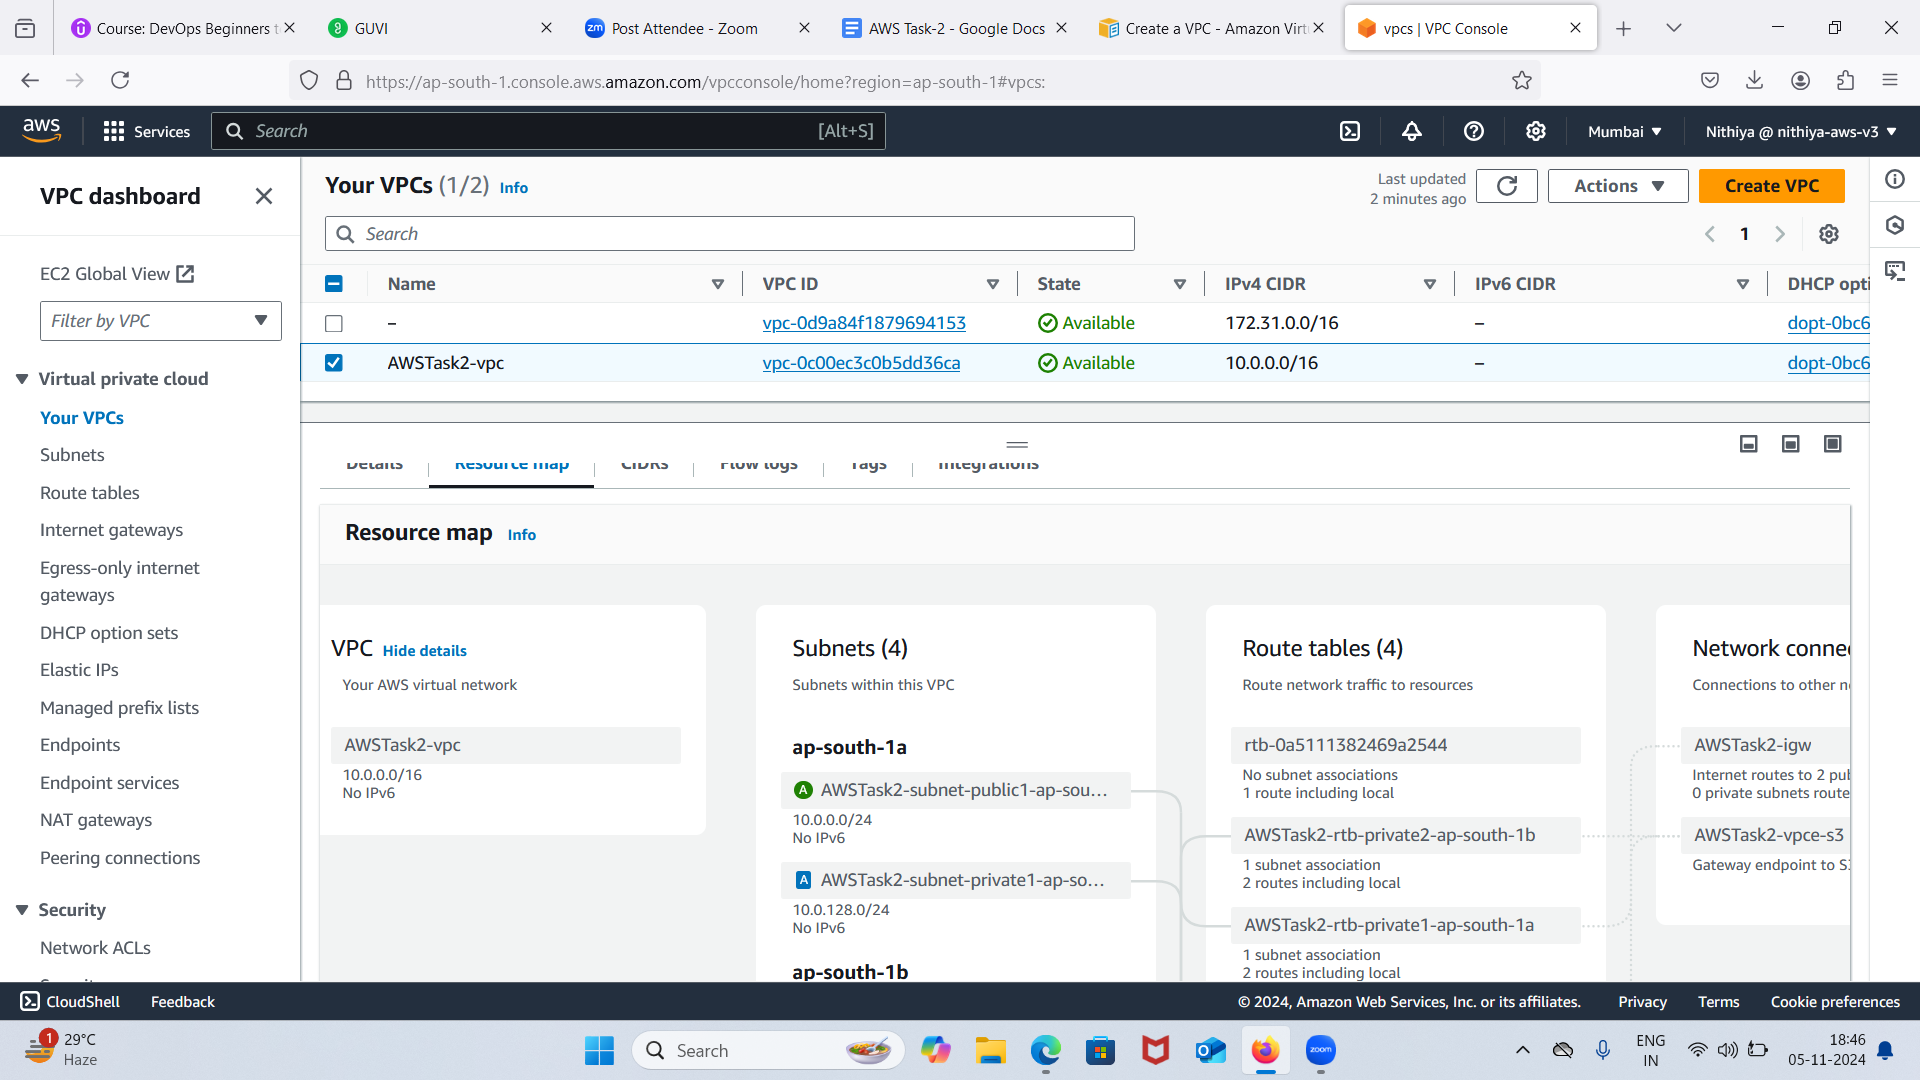 Course: DevOps Beginners t
GUVI
Post Attendee - Zoom
AWS Task-2 - Google Docs
Create a VPC - Amazon Virtu
vpcs | VPC Console
https://ap-south-1.console.aws.amazon.com/vpcconsole/home?region=ap-south-1#vpcs:
aws
Services
Search
[Alt+S]
Mumbai
Nithiya @ nithiya-aws-v3
VPC dashboard
EC2 Global View
Filter by VPC
Virtual private cloud
Your VPCs
Subnets
Route tables
Internet gateways
Egress-only internet
gateways
DHCP option sets
Elastic IPs
Managed prefix lists
Endpoints
Endpoint services
NAT gateways
Peering connections
Security
Network ACLs
Your VPCs (1/2) Info
Last updated
2 minutes ago
Actions
Create VPC
Search
1
Name VPC ID State IPv4 CIDR IPv6 CIDR DHCP opti
– vpc-0d9a84f1879694153 Available 172.31.0.0/16 – dopt-0bc6
AWSTask2-vpc vpc-0c00ec3c0b5dd36ca Available 10.0.0.0/16 – dopt-0bc6
Details Resource map CIDRs Flow logs Tags Integrations
Resource map Info
VPC Hide details
Your AWS virtual network
AWSTask2-vpc
10.0.0.0/16
No IPv6
Subnets (4)
Subnets within this VPC
ap-south-1a
A AWSTask2-subnet-public1-ap-sou...
10.0.0.0/24
No IPv6
A AWSTask2-subnet-private1-ap-so...
10.0.128.0/24
No IPv6
ap-south-1b
Route tables (4)
Route network traffic to resources
rtb-0a5111382469a2544
No subnet associations
1 route including local
AWSTask2-rtb-private2-ap-south-1b
1 subnet association
2 routes including local
AWSTask2-rtb-private1-ap-south-1a
1 subnet association
2 routes including local
Network conne
Connections to other n
AWSTask2-igw
Internet routes to 2 pul
0 private subnets route
AWSTask2-vpce-s3
Gateway endpoint to S
CloudShell
Feedback
© 2024, Amazon Web Services, Inc. or its affiliates.
Privacy
Terms
Cookie preferences
1
29°C
Haze
Search
zoom
ENG
IN
18:46
05-11-2024